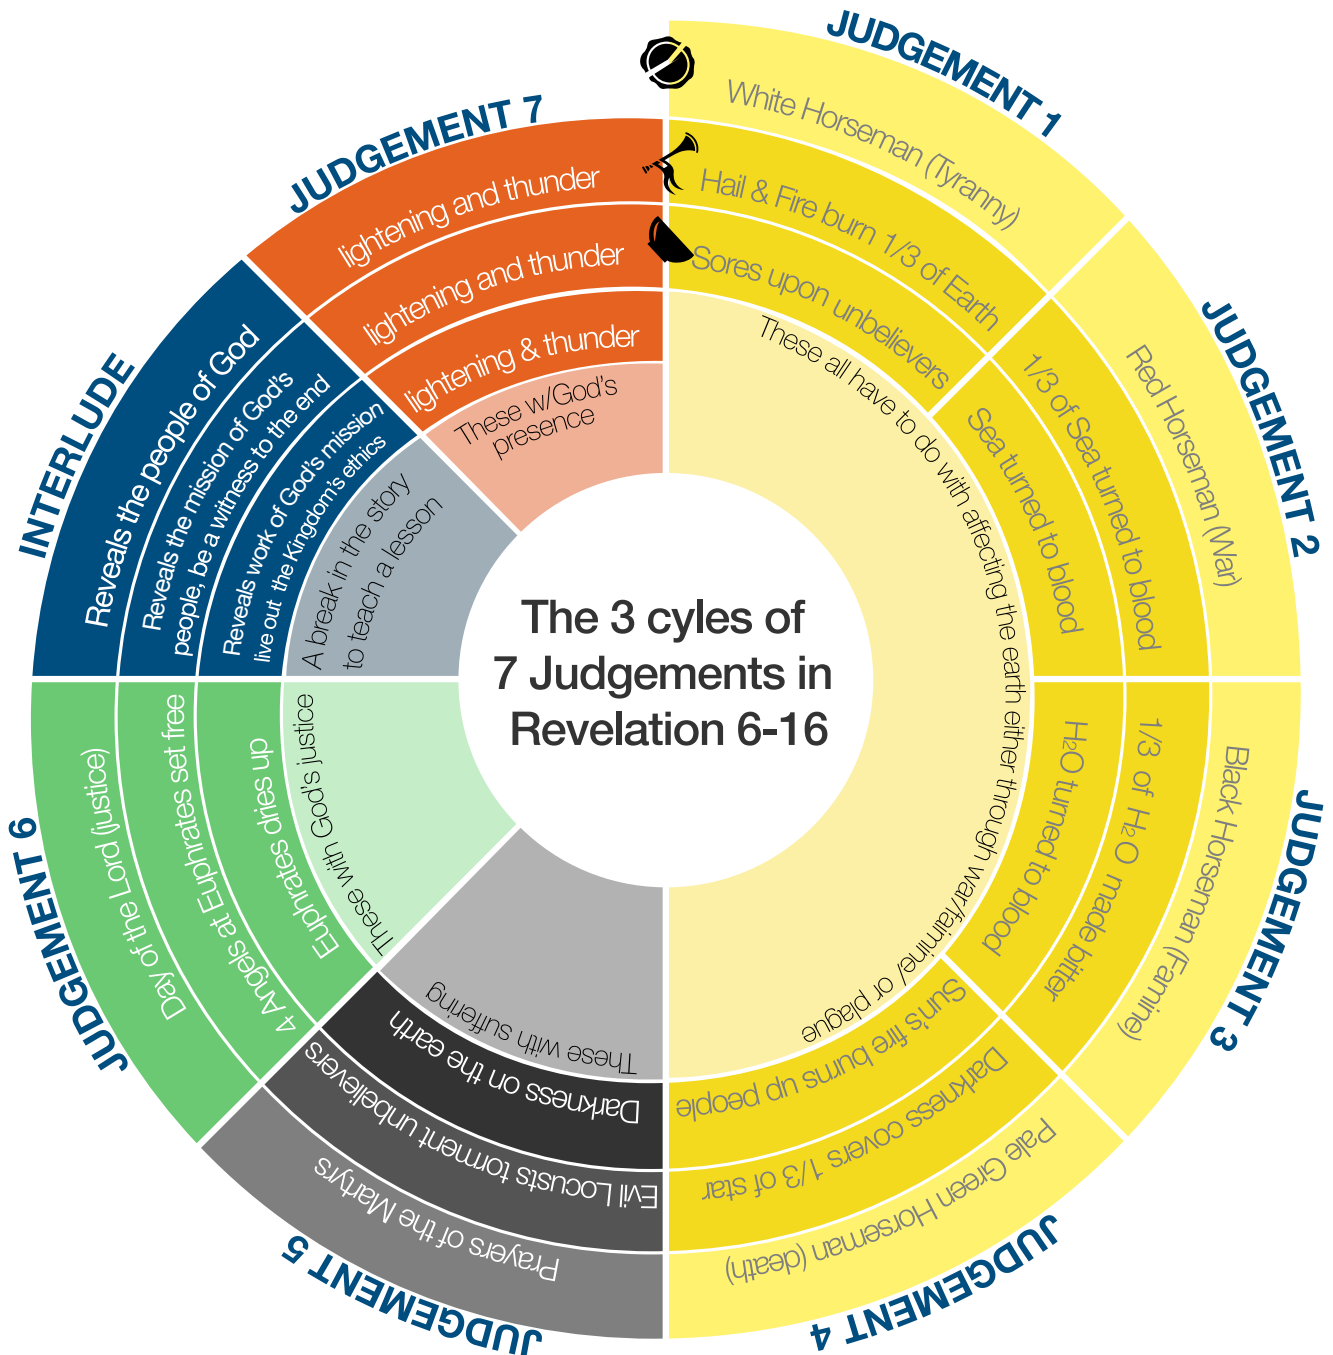 The 3 cyles of
7 Judgements in
Revelation 6-16
JUDGEMENT 1
White Horseman (Tyranny)
Hail & Fire burn 1/3 of Earth
Sores upon unbelievers
These all have to do with affecting the earth either through war/faimine/ or plague
JUDGEMENT 2
Red Horseman (War)
1/3 of Sea turned to blood
Sea turned to blood
JUDGEMENT 3
Black Horseman (Famine)
1/3 of H2O made bitter
H2O turned to blood
JUDGEMENT 4
Pale Green Horseman (death)
Darkness covers 1/3 of star
Sun's fire burns up people
JUDGEMENT 5
Prayers of the Martyrs
Evil Locusts torment unbelievers
Darkness on the earth
These with suffering
JUDGEMENT 6
Day of the Lord (justice)
4 Angels at Euphrates set free
Euphrates dries up
These with God's justice
INTERLUDE
Reveals the people of God
Reveals the mission of God's
people, be a witness to the end
Reveals work of God's mission
live out the Kingdom's ethics
A break in the story
to teach a lesson
JUDGEMENT 7
lightening and thunder
lightening and thunder
lightening & thunder
These w/God's
presence